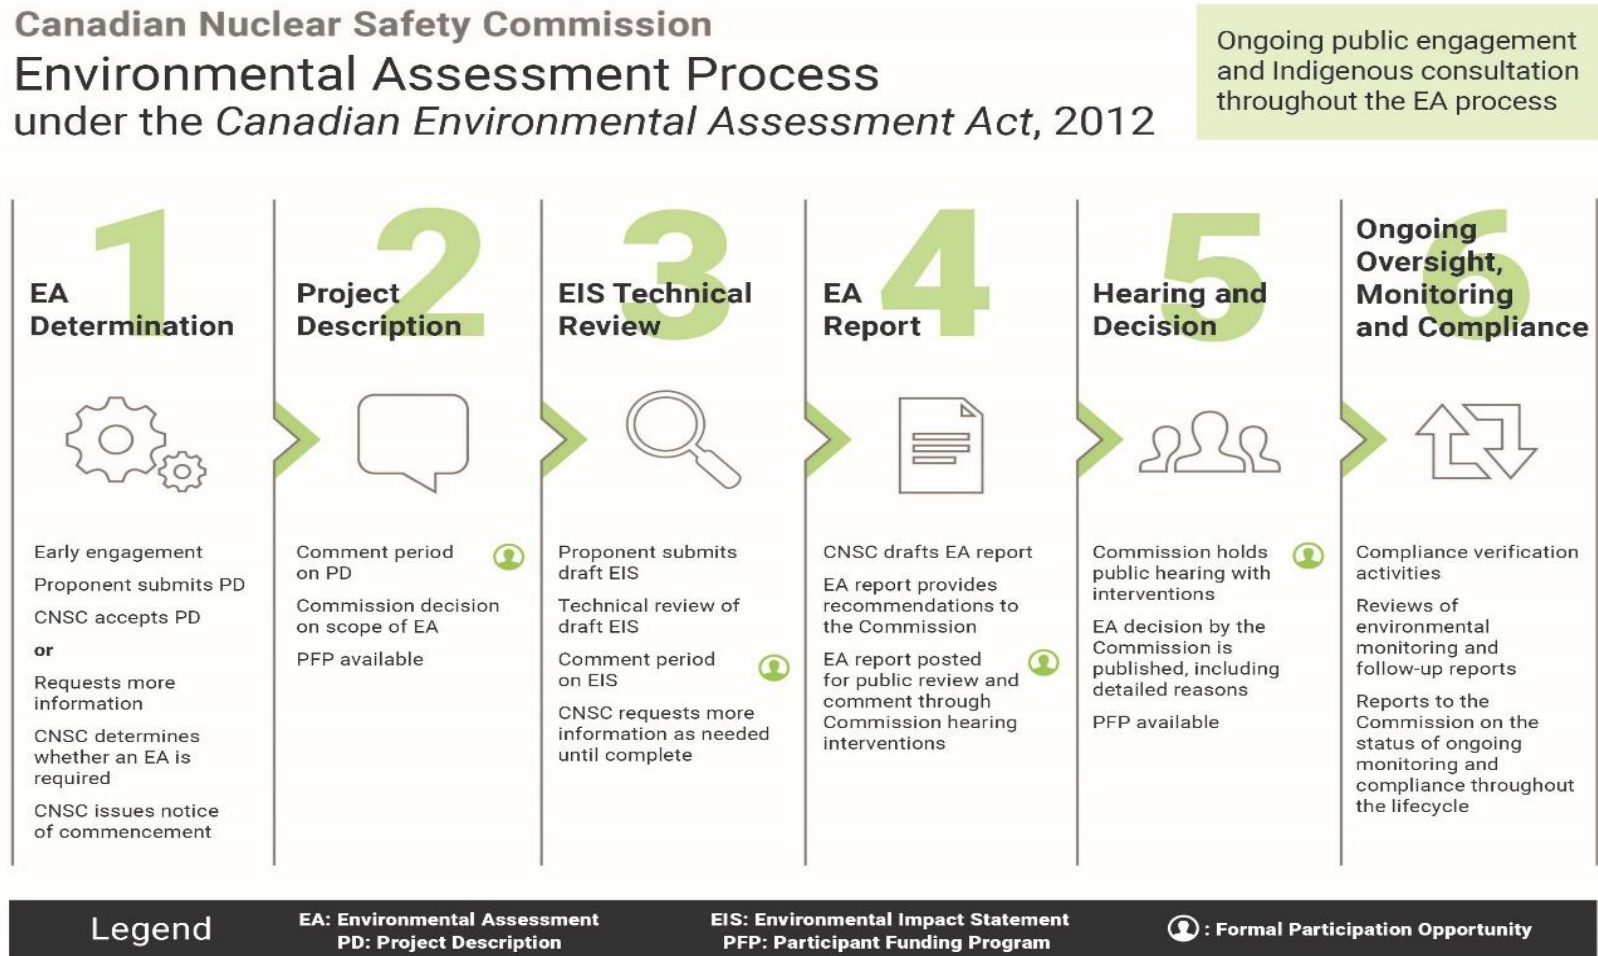 Canadian Nuclear Safety Commission
Environmental Assessment Process
under the Canadian Environmental Assessment Act, 2012
Ongoing public engagement
and Indigenous consultation
throughout the EA process
1
EA
Determination
Early engagement
Proponent submits PD
CNSC accepts PD
or
Requests more
information
CNSC determines
whether an EA is
required
CNSC issues notice
of commencement
2
Project
Description
Comment period
on PD
Commission decision
on scope of EA
PFP available
3
EIS Technical
Review
Proponent submits
draft EIS
Technical review of
draft EIS
Comment period
on EIS
CNSC requests more
information as needed
until complete
4
EA
Report
CNSC drafts EA report
EA report provides
recommendations to
the Commission
EA report posted
for public review and
comment through
Commission hearing
interventions
5
Hearing and
Decision
Commission holds
public hearing with
interventions
EA decision by the
Commission is
published, including
detailed reasons
PFP available
6
Ongoing
Oversight,
Monitoring
and Compliance
Compliance verification
activities
Reviews of
environmental
monitoring and
follow-up reports
Reports to the
Commission on the
status of ongoing
monitoring and
compliance throughout
the lifecycle
Legend
EA: Environmental Assessment
PD: Project Description
EIS: Environmental Impact Statement
PFP: Participant Funding Program
: Formal Participation Opportunity